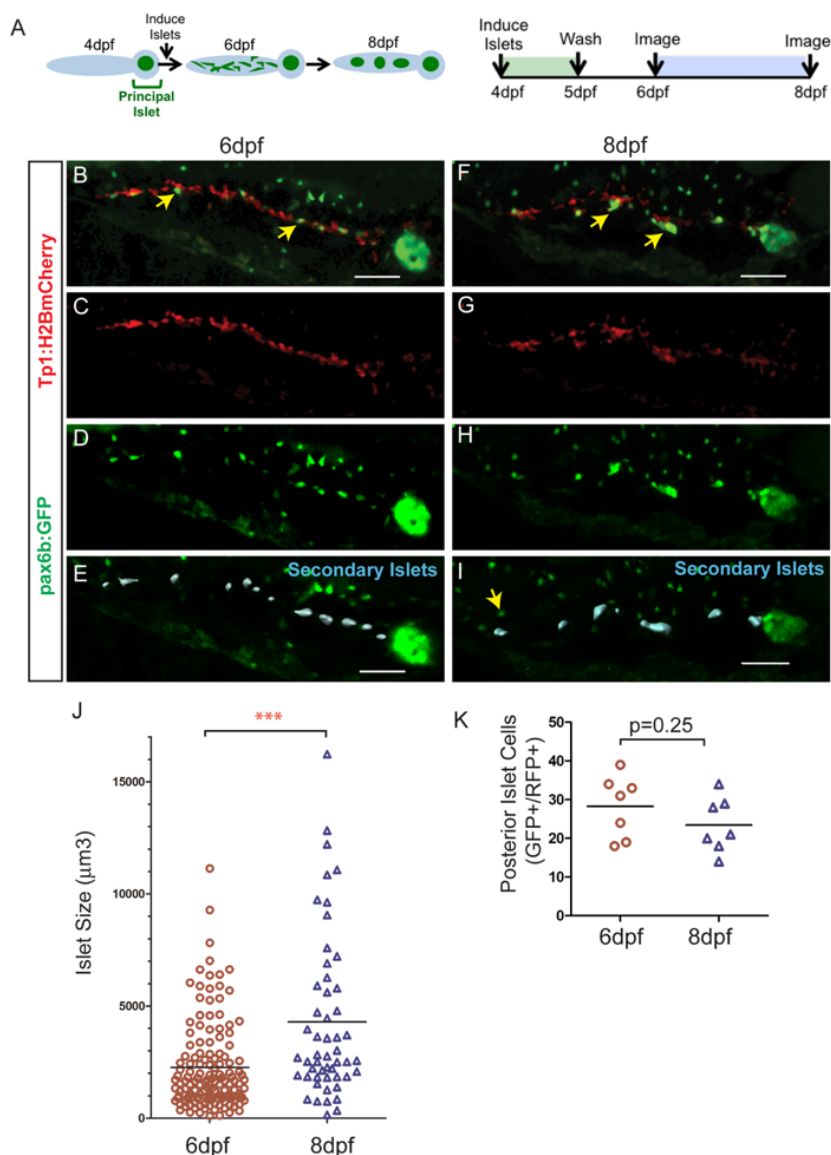 A
Induce
Islets
4dpf
6dpf
8dpf
Principal
Islet
Induce
Islets
Wash
Image
Image
4dpf
5dpf
6dpf
8dpf
6dpf
8dpf
Tp1:H2BmCherry
pax6b:GFP
B
F
C
G
D
H
E
Secondary Islets
I
Secondary Islets
J
***
Islet Size (µm3)
15000
10000
5000
0
6dpf
8dpf
K
p=0.25
Posterior Islet Cells
(GFP+/RFP+)
50
40
30
20
10
0
6dpf
8dpf